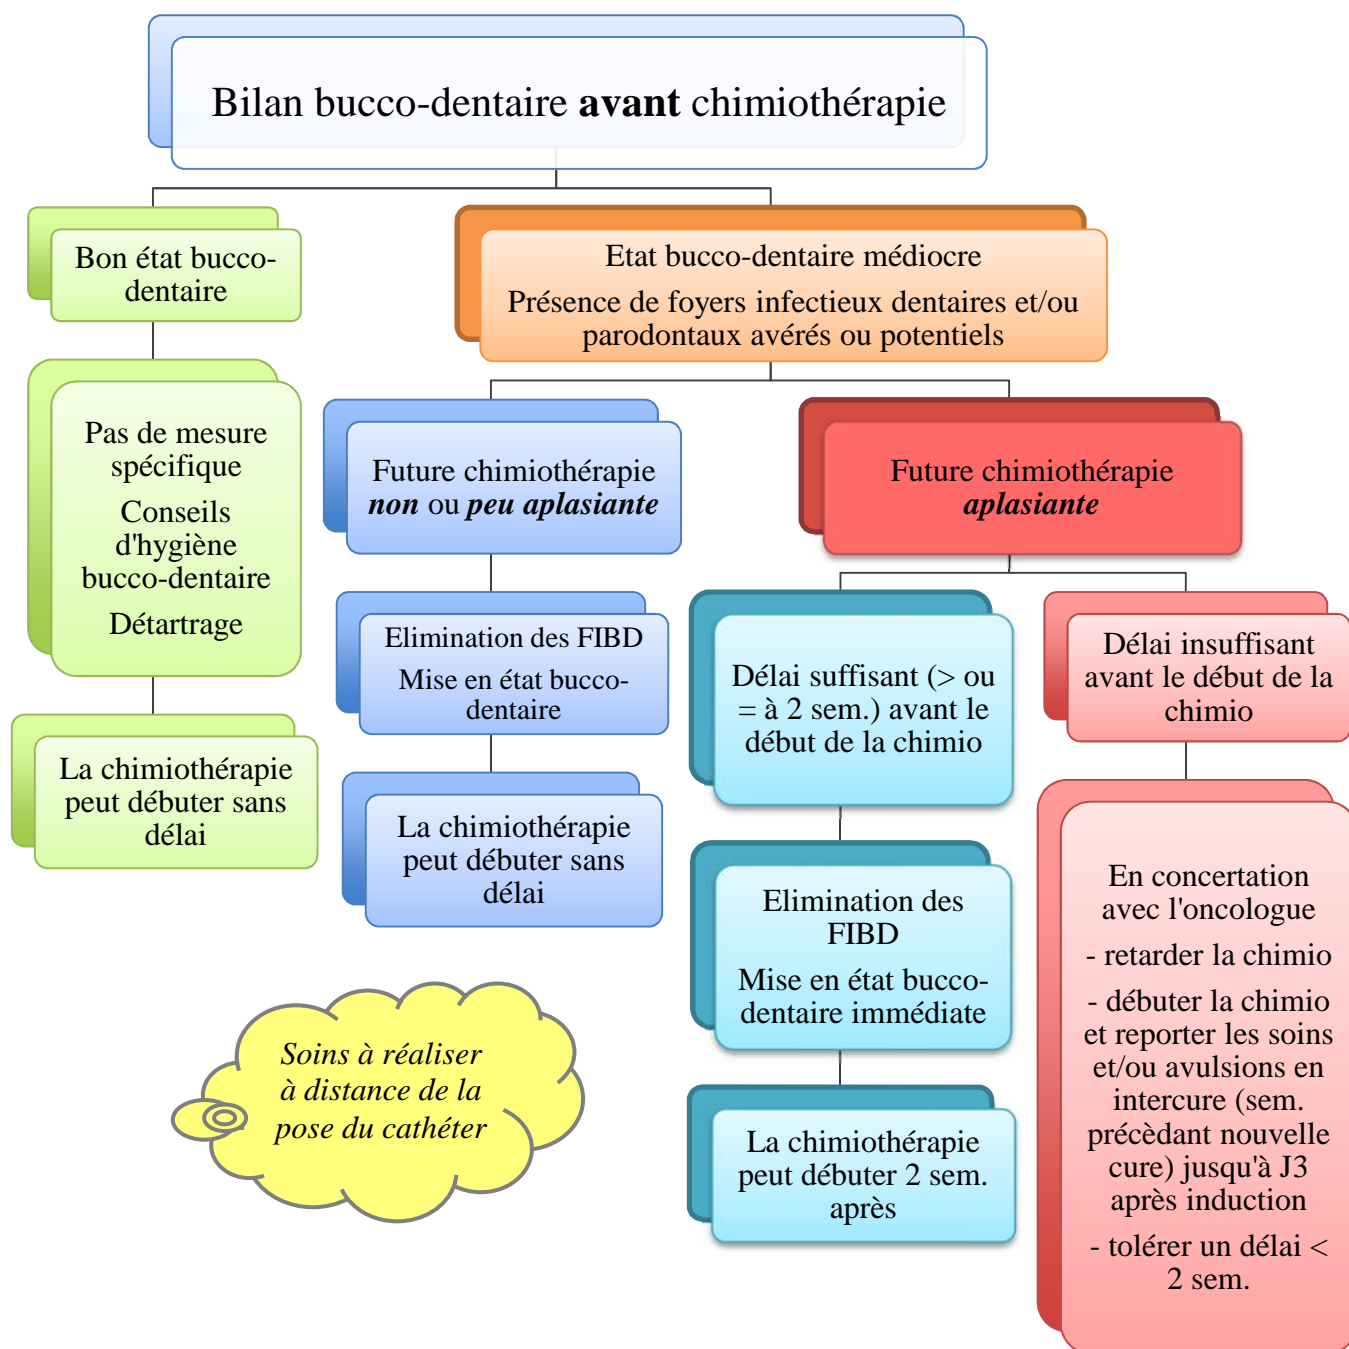 Bilan bucco-dentaire avant chimiothérapie
Bon état bucco-
dentaire
Etat bucco-dentaire médiocre
Présence de foyers infectieux dentaires et/ou
parodontaux avérés ou potentiels
Pas de mesure
spécifique
Conseils
d'hygiène
bucco-dentaire
Détartrage
La chimiothérapie
peut débuter sans
délai
Future chimiothérapie
non ou peu aplasiante
Elimination des FIBD
Mise en état bucco-
dentaire
La chimiothérapie
peut débuter sans
délai
Future chimiothérapie
aplasiante
Délai suffisant (> ou
= à 2 sem.) avant le
début de la chimio
Elimination des
FIBD
Mise en état bucco-
dentaire immédiate
La chimiothérapie
peut débuter 2 sem.
après
Délai insuffisant
avant le début de la
chimio
En concertation
avec l'oncologue
- retarder la chimio
- débuter la chimio
et reporter les soins
et/ou avulsions en
intercure (sem.
précèdant nouvelle
cure) jusqu'à J3
après induction
- tolérer un délai <
2 sem.
Soins à réaliser
à distance de la
pose du cathéter